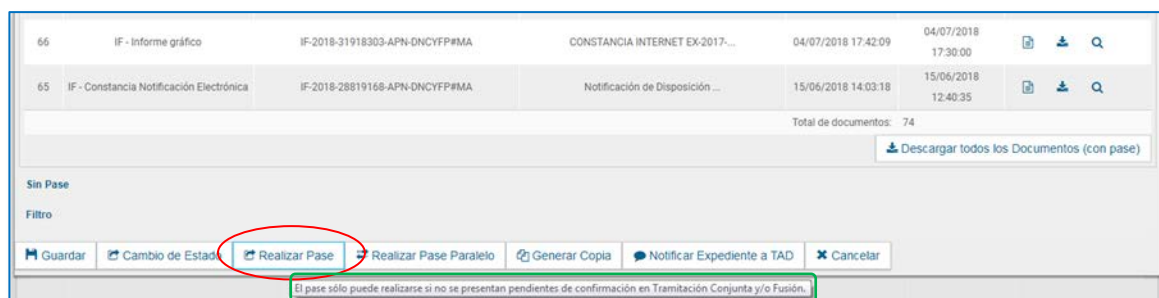 66 IF - Informe gráfico IF-2018-31918303-APN-DNCYFP#MA CONSTANCIA INTERNET EX-2017-... 04/07/2018 17:42:09 04/07/2018 17:30:00
65 IF - Constancia Notificación Electrónica IF-2018-28819168-APN-DNCYFP#MA Notificación de Disposición ... 15/06/2018 14:03:18 15/06/2018 12:40:35
Total de documentos: 74
Descargar todos los Documentos (con pase)
Sin Pase
Filtro
Guardar Cambio de Estado Realizar Pase Realizar Pase Paralelo Generar Copia Notificar Expediente a TAD Cancelar
El pase sólo puede realizarse si no se presentan pendientes de confirmación en Tramitación Conjunta y/o Fusión.